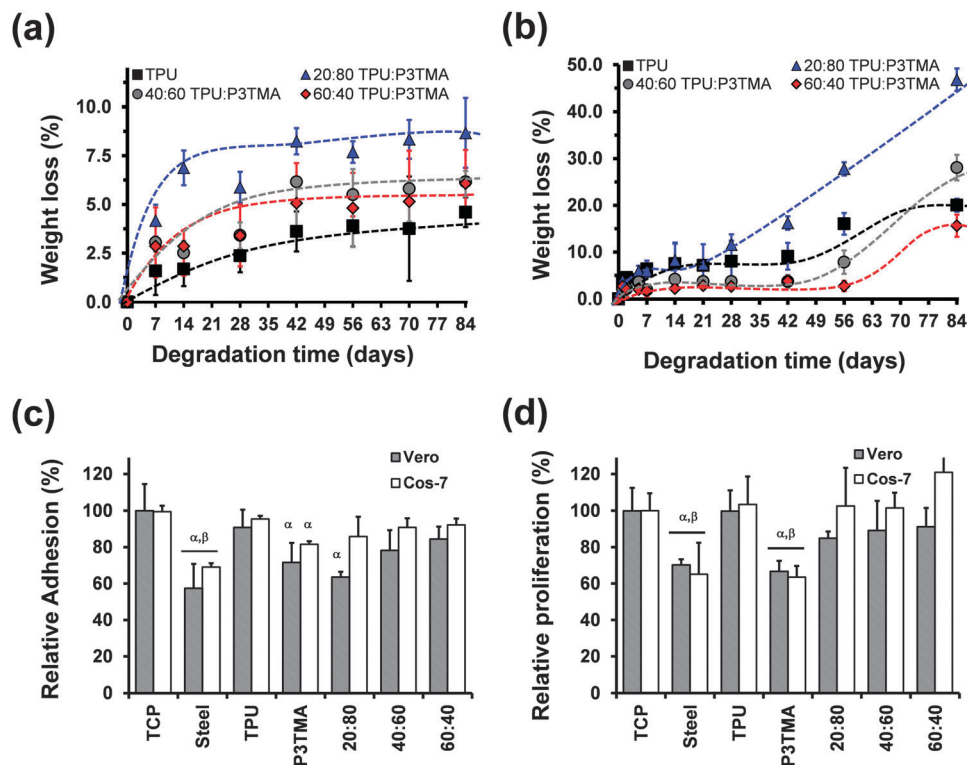 (a)
TPU
20:80 TPU:P3TMA
40:60 TPU:P3TMA
60:40 TPU:P3TMA
10.0
7.5
5.0
2.5
0.0
Weight loss (%)
0 7 14 21 28 35 42 49 56 63 70 77 84
Degradation time (days)
(b)
TPU
20:80 TPU:P3TMA
40:60 TPU:P3TMA
60:40 TPU:P3TMA
50.0
40.0
30.0
20.0
10.0
0.0
Weight loss (%)
0 7 14 21 28 35 42 49 56 63 70 77 84
Degradation time (days)
(c)
Vero
Cos-7
120
100
80
60
40
20
0
Relative Adhesion (%)
α,β
α α
α
TCP
Steel
TPU
P3TMA
20:80
40:60
60:40
(d)
Vero
Cos-7
120
100
80
60
40
20
0
Relative proliferation (%)
α,β
α,β
TCP
Steel
TPU
P3TMA
20:80
40:60
60:40